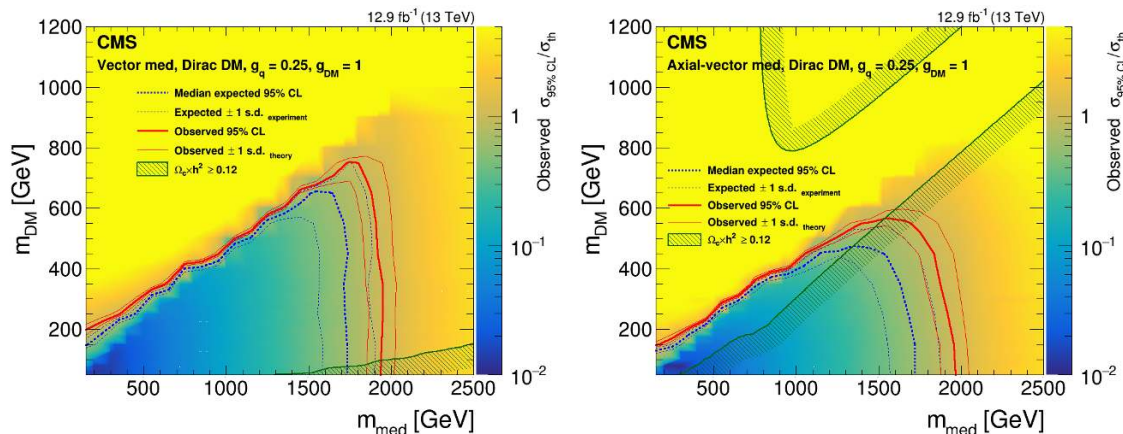 12.9 fb⁻¹ (13 TeV)
CMS
Vector med, Dirac DM, g_q = 0.25, g_DM = 1
Median expected 95% CL
Expected ± 1 s.d. experiment
Observed 95% CL
Observed ± 1 s.d. theory
Ω_c×h² ≥ 0.12
m_DM [GeV]
1200
1000
800
600
400
200
500
1000
1500
2000
2500
m_med [GeV]
1
10⁻¹
10⁻²
Observed σ_95% CL/σ_th
12.9 fb⁻¹ (13 TeV)
CMS
Axial-vector med, Dirac DM, g_q = 0.25, g_DM = 1
Median expected 95% CL
Expected ± 1 s.d. experiment
Observed 95% CL
Observed ± 1 s.d. theory
Ω_c×h² ≥ 0.12
m_DM [GeV]
1200
1000
800
600
400
200
500
1000
1500
2000
2500
m_med [GeV]
1
10⁻¹
10⁻²
Observed σ_95% CL/σ_th